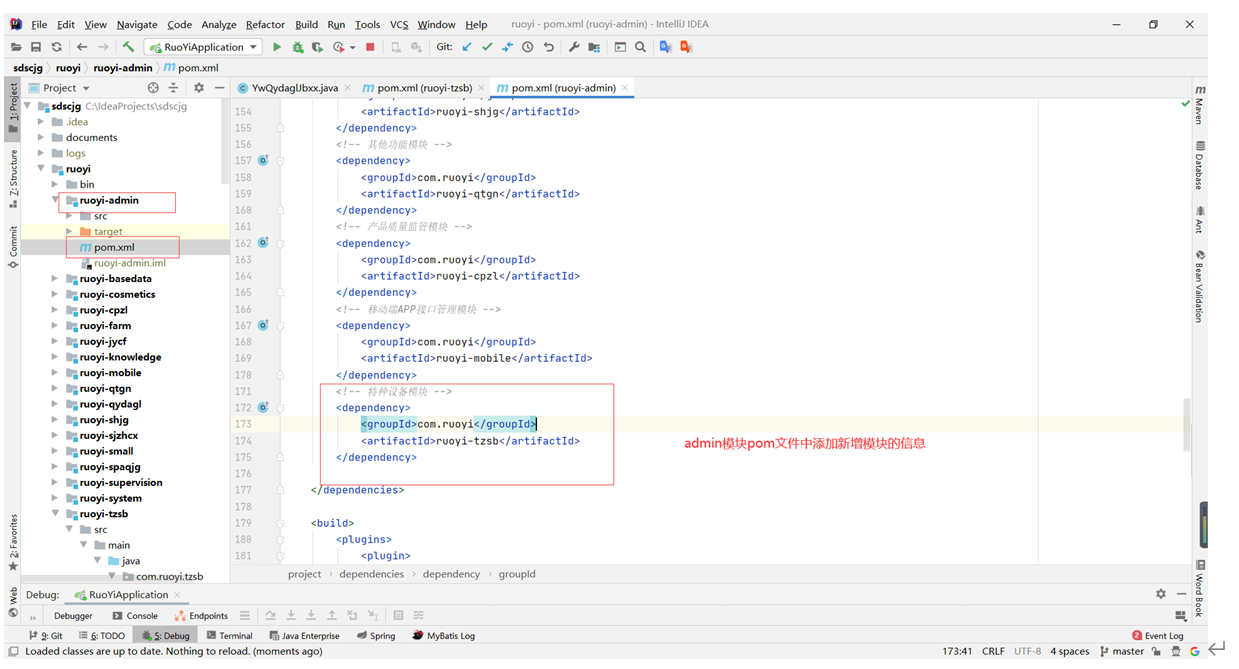 File Edit View Navigate Code Analyze Refactor Build Run Tools VCS Window Help ruoyi - pom.xml (ruoyi-admin) - IntelliJ IDEA
RuoYiApplication Git:
sdscjg ruoyi ruoyi-admin pom.xml
Project
YwQydaglJbxx.java
pom.xml (ruoyi-tzsb)
pom.xml (ruoyi-admin)
1: Project
Z: Structure
Commit
2: Favorites
Web
sdscjg C:\IdeaProjects\sdscjg
.idea
documents
logs
ruoyi
bin
ruoyi-admin
src
target
pom.xml
ruoyi-admin.iml
ruoyi-basedata
ruoyi-cosmetics
ruoyi-cpzl
ruoyi-farm
ruoyi-jycf
ruoyi-knowledge
ruoyi-mobile
ruoyi-qtgn
ruoyi-qydagl
ruoyi-shjg
ruoyi-sjzhcx
ruoyi-small
ruoyi-spaqjg
ruoyi-supervision
ruoyi-system
ruoyi-tzsb
src
main
java
com.ruoyi.tzsb
154 <artifactId>ruoyi-shjg</artifactId>
155 </dependency>
156 <!-- 其他功能模块 -->
157 <dependency>
158 <groupId>com.ruoyi</groupId>
159 <artifactId>ruoyi-qtgn</artifactId>
160 </dependency>
161 <!-- 产品质量监管模块 -->
162 <dependency>
163 <groupId>com.ruoyi</groupId>
164 <artifactId>ruoyi-cpzl</artifactId>
165 </dependency>
166 <!-- 移动端APP接口管理模块 -->
167 <dependency>
168 <groupId>com.ruoyi</groupId>
169 <artifactId>ruoyi-mobile</artifactId>
170 </dependency>
171 <!-- 特种设备模块 -->
172 <dependency>
173 <groupId>com.ruoyi</groupId>
174 <artifactId>ruoyi-tzsb</artifactId>
175 </dependency>
176
177 </dependencies>
178
179 <build>
180 <plugins>
181 <plugin>
admin模块pom文件中添加新增模块的信息
Maven
Database
Ant
Bean Validation
Word Book
project dependencies dependency groupId
Debug: RuoYiApplication
Debugger Console Endpoints
9: Git 6: TODO 5: Debug Terminal Java Enterprise Spring MyBatis Log 2 Event Log
Loaded classes are up to date. Nothing to reload. (moments ago) 173:41 CRLF UTF-8 4 spaces master